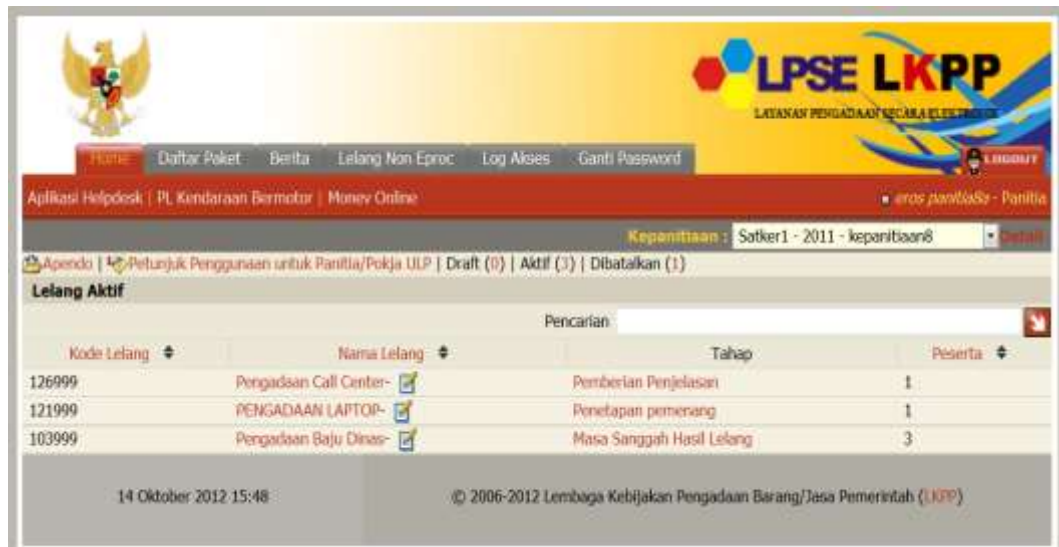 LPSE LKPP
LAYANAN PENGADAAN SECARA ELEKTRONIK
Home Daftar Paket Berita Lelang Non Eproc Log Akses Ganti Password LOGOUT
Aplikasi Helpdesk | PL Kendaraan Bermotor | Monev Online eros panitia8a - Panitia
Kepanitiaan : Satker1 - 2011 - kepanitiaan8 Detail
Apendo | Petunjuk Penggunaan untuk Panitia/Pokja ULP | Draft (0) | Aktif (3) | Dibatalkan (1)
Lelang Aktif
Pencarian
Kode Lelang Nama Lelang Tahap Peserta
126999 Pengadaan Call Center- Pemberian Penjelasan 1
121999 PENGADAAN LAPTOP- Penetapan pemenang 1
103999 Pengadaan Baju Dinas- Masa Sanggah Hasil Lelang 3
14 Oktober 2012 15:48 © 2006-2012 Lembaga Kebijakan Pengadaan Barang/Jasa Pemerintah (LKPP)